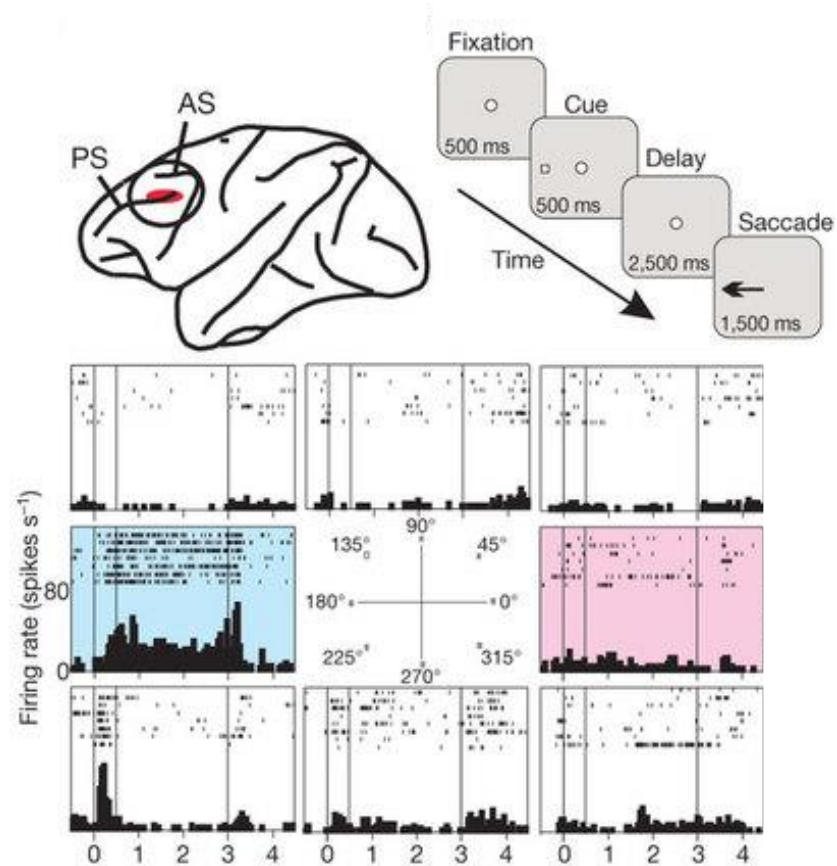 Fixation
AS
PS
500 ms
Cue
500 ms
Delay
2,500 ms
Saccade
1,500 ms
Time
Firing rate (spikes s⁻¹)
80
0
90°
135°
45°
180°
0°
225°
315°
270°
0 1 2 3 4 0 1 2 3 4 0 1 2 3 4